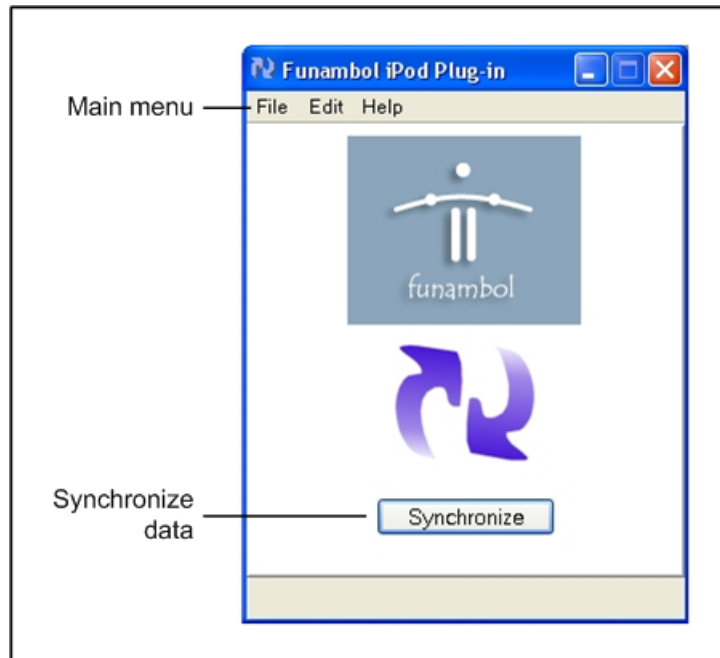 Funambol iPod Plug-in
Main menu
File Edit Help
funambol
Synchronize
data
Synchronize